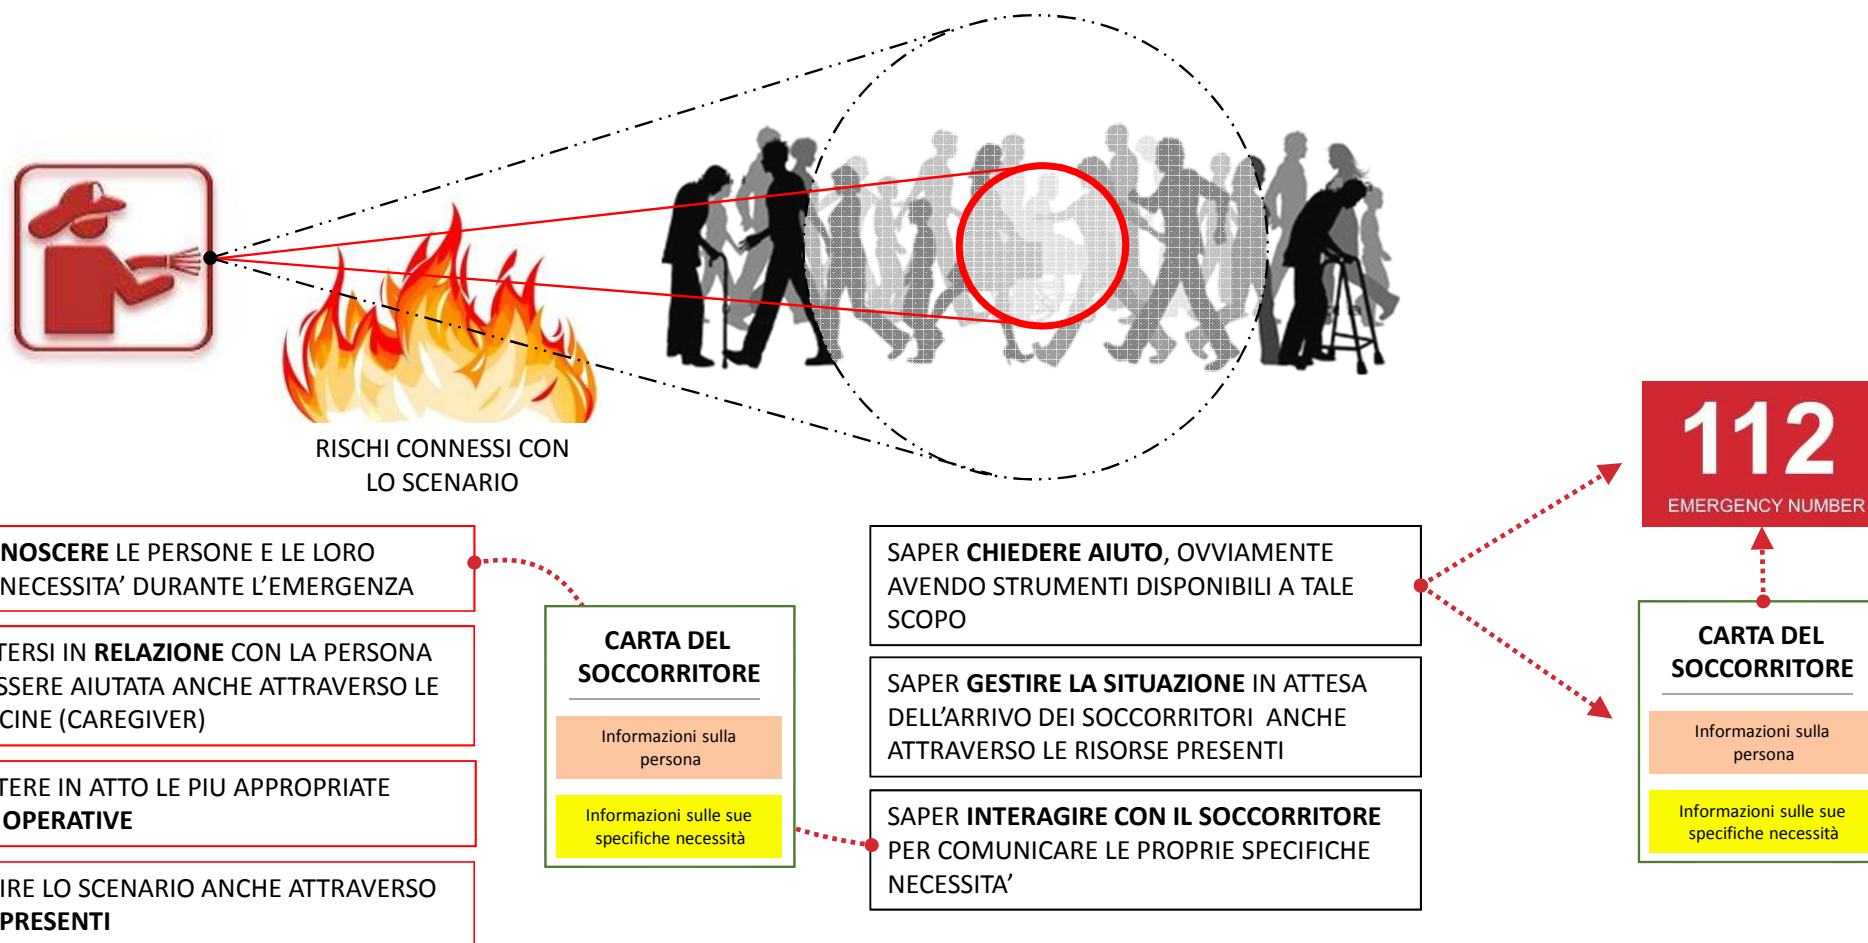 RISCHI CONNESSI CON
LO SCENARIO
112
EMERGENCY NUMBER
NOSCERE LE PERSONE E LE LORO
NECESSITA’ DURANTE L’EMERGENZA
TERSI IN RELAZIONE CON LA PERSONA
SSERE AIUTATA ANCHE ATTRAVERSO LE
CINE (CAREGIVER)
TERE IN ATTO LE PIU APPROPRIATE
OPERATIVE
IRE LO SCENARIO ANCHE ATTRAVERSO
PRESENTI
CARTA DEL
SOCCORRITORE
Informazioni sulla
persona
Informazioni sulle sue
specifiche necessità
SAPER CHIEDERE AIUTO, OVVIAMENTE
AVENDO STRUMENTI DISPONIBILI A TALE
SCOPO
SAPER GESTIRE LA SITUAZIONE IN ATTESA
DELL’ARRIVO DEI SOCCORRITORI ANCHE
ATTRAVERSO LE RISORSE PRESENTI
SAPER INTERAGIRE CON IL SOCCORRITORE
PER COMUNICARE LE PROPRIE SPECIFICHE
NECESSITA’
CARTA DEL
SOCCORRITORE
Informazioni sulla
persona
Informazioni sulle sue
specifiche necessità